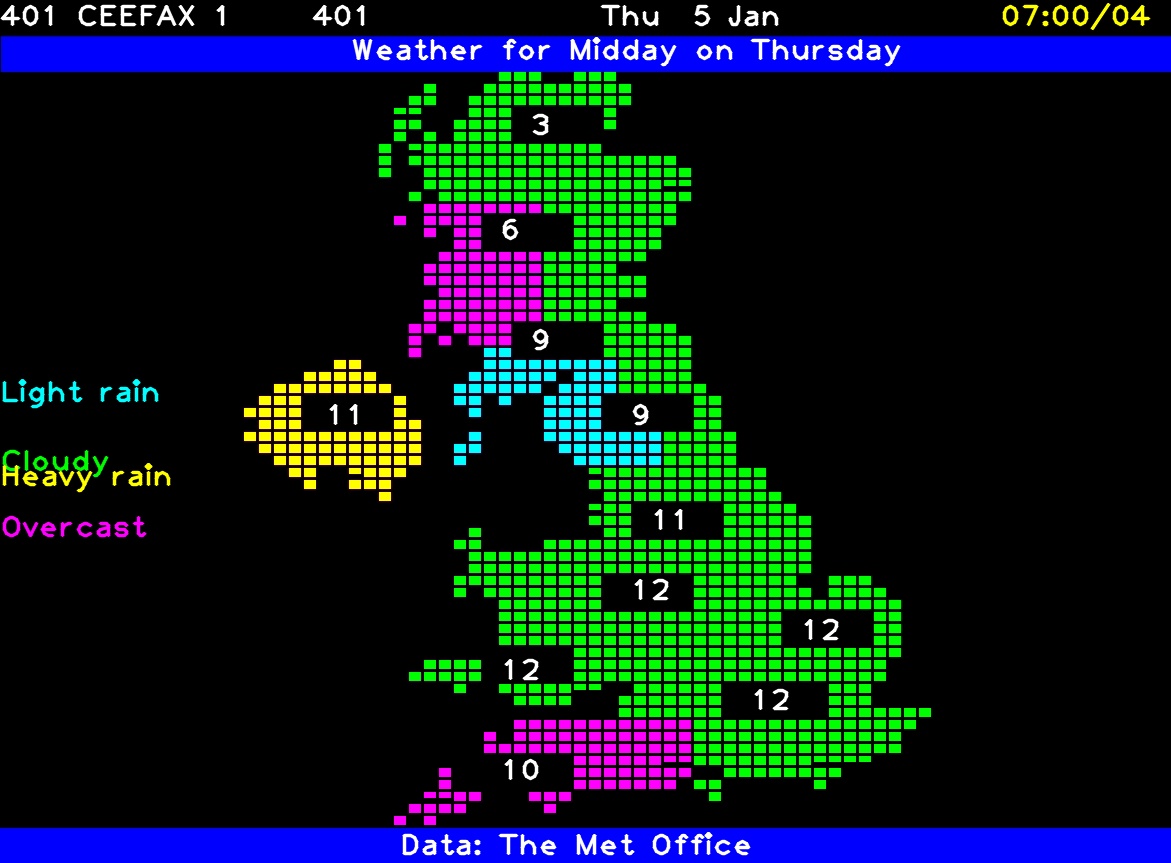 401 CEEFAX 1 401 Thu 5 Jan 07:00/04
Weather for Midday on Thursday
3
6
9
Light rain
11
9
Cloudy
Heavy rain
11
Overcast
12
12
12
12
10
Data: The Met Office